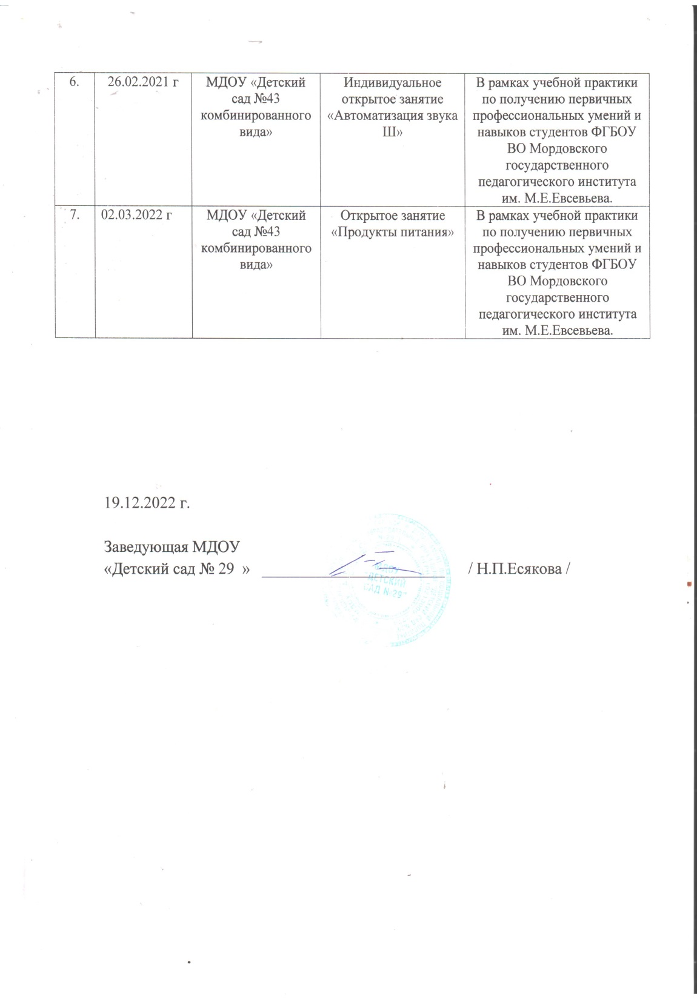 6.
26.02.2021 г
МДОУ «Детский
сад №43
комбинированного
вида»
Индивидуальное
открытое занятие
«Автоматизация звука
Ш»
В рамках учебной практики
по получению первичных
профессиональных умений и
навыков студентов ФГБОУ
ВО Мордовского
государственного
педагогического института
им. М.Е.Евсевьева.
7.
02.03.2022 г
МДОУ «Детский
сад №43
комбинированного
вида»
Открытое занятие
«Продукты питания»
В рамках учебной практики
по получению первичных
профессиональных умений и
навыков студентов ФГБОУ
ВО Мордовского
государственного
педагогического института
им. М.Е.Евсевьева.
19.12.2022 г.
Заведующая МДОУ
«Детский сад № 29 » / Н.П.Есякова /
МДОУ
"ДЕТСКИЙ
САД №29"